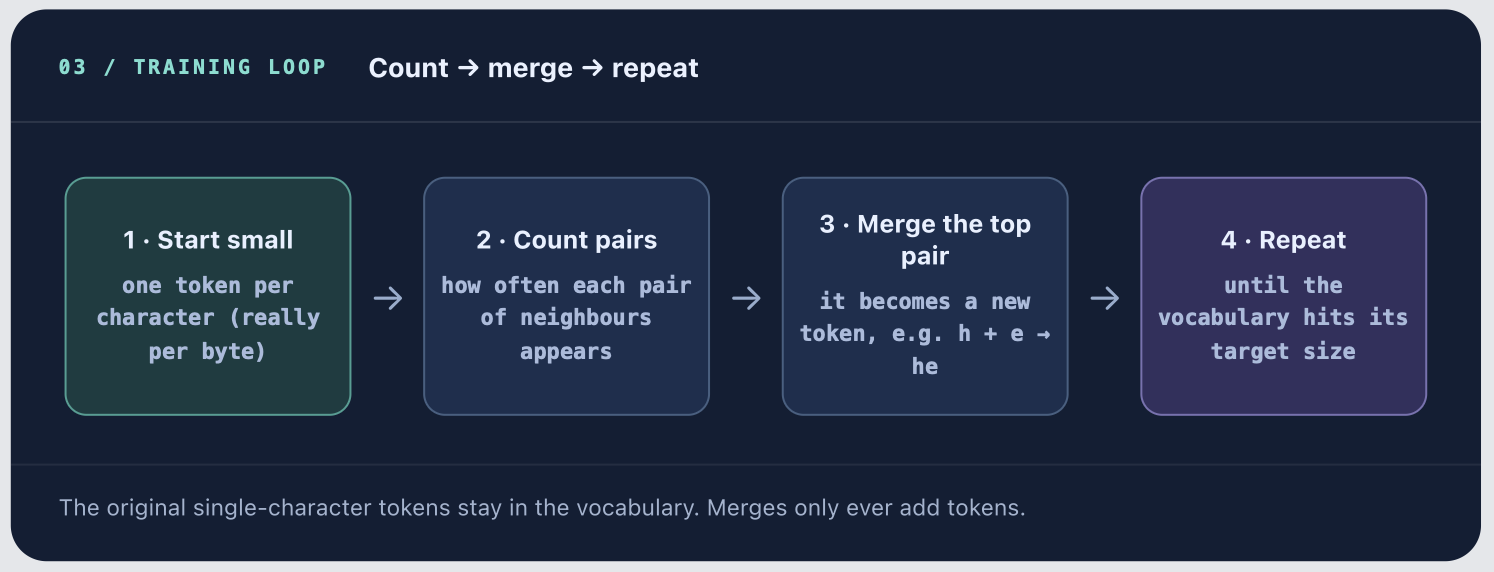 03 / TRAINING LOOP Count → merge → repeat
1 · Start small
one token per
character (really
per byte)
→
2 · Count pairs
how often each pair
of neighbours
appears
→
3 · Merge the top
pair
it becomes a new
token, e.g. h + e →
he
→
4 · Repeat
until the
vocabulary hits its
target size
The original single-character tokens stay in the vocabulary. Merges only ever add tokens.